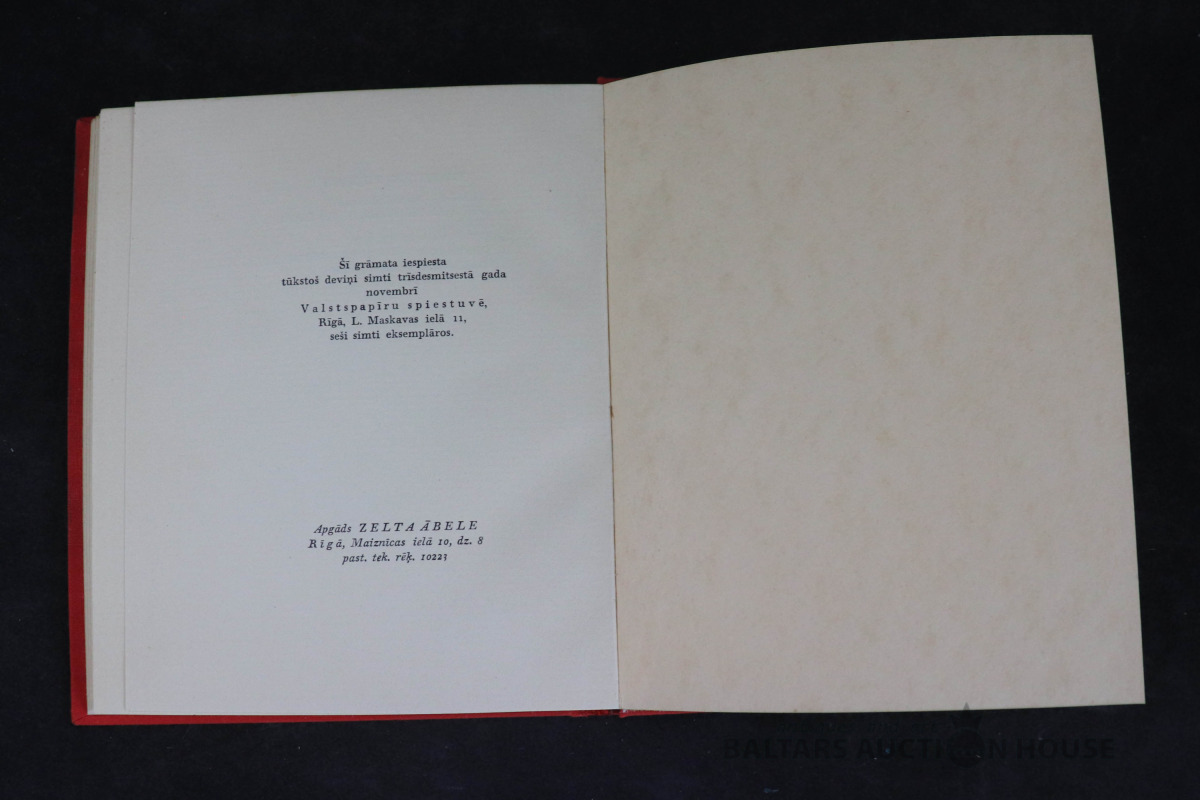 Šī grāmata iespiesta
tūkstoš deviņi simti trīsdesmitsestā gada
novembrī
Valstspapīru spiestuvē,
Rīgā, L. Maskavas ielā 11,
seši simti eksemplāros.
Apgāds ZELTA ĀBELE
Rīgā, Maiznīcas ielā 10, dz. 8
past. tek. rēķ. 10223
BALTARS AUCTION HOUSE